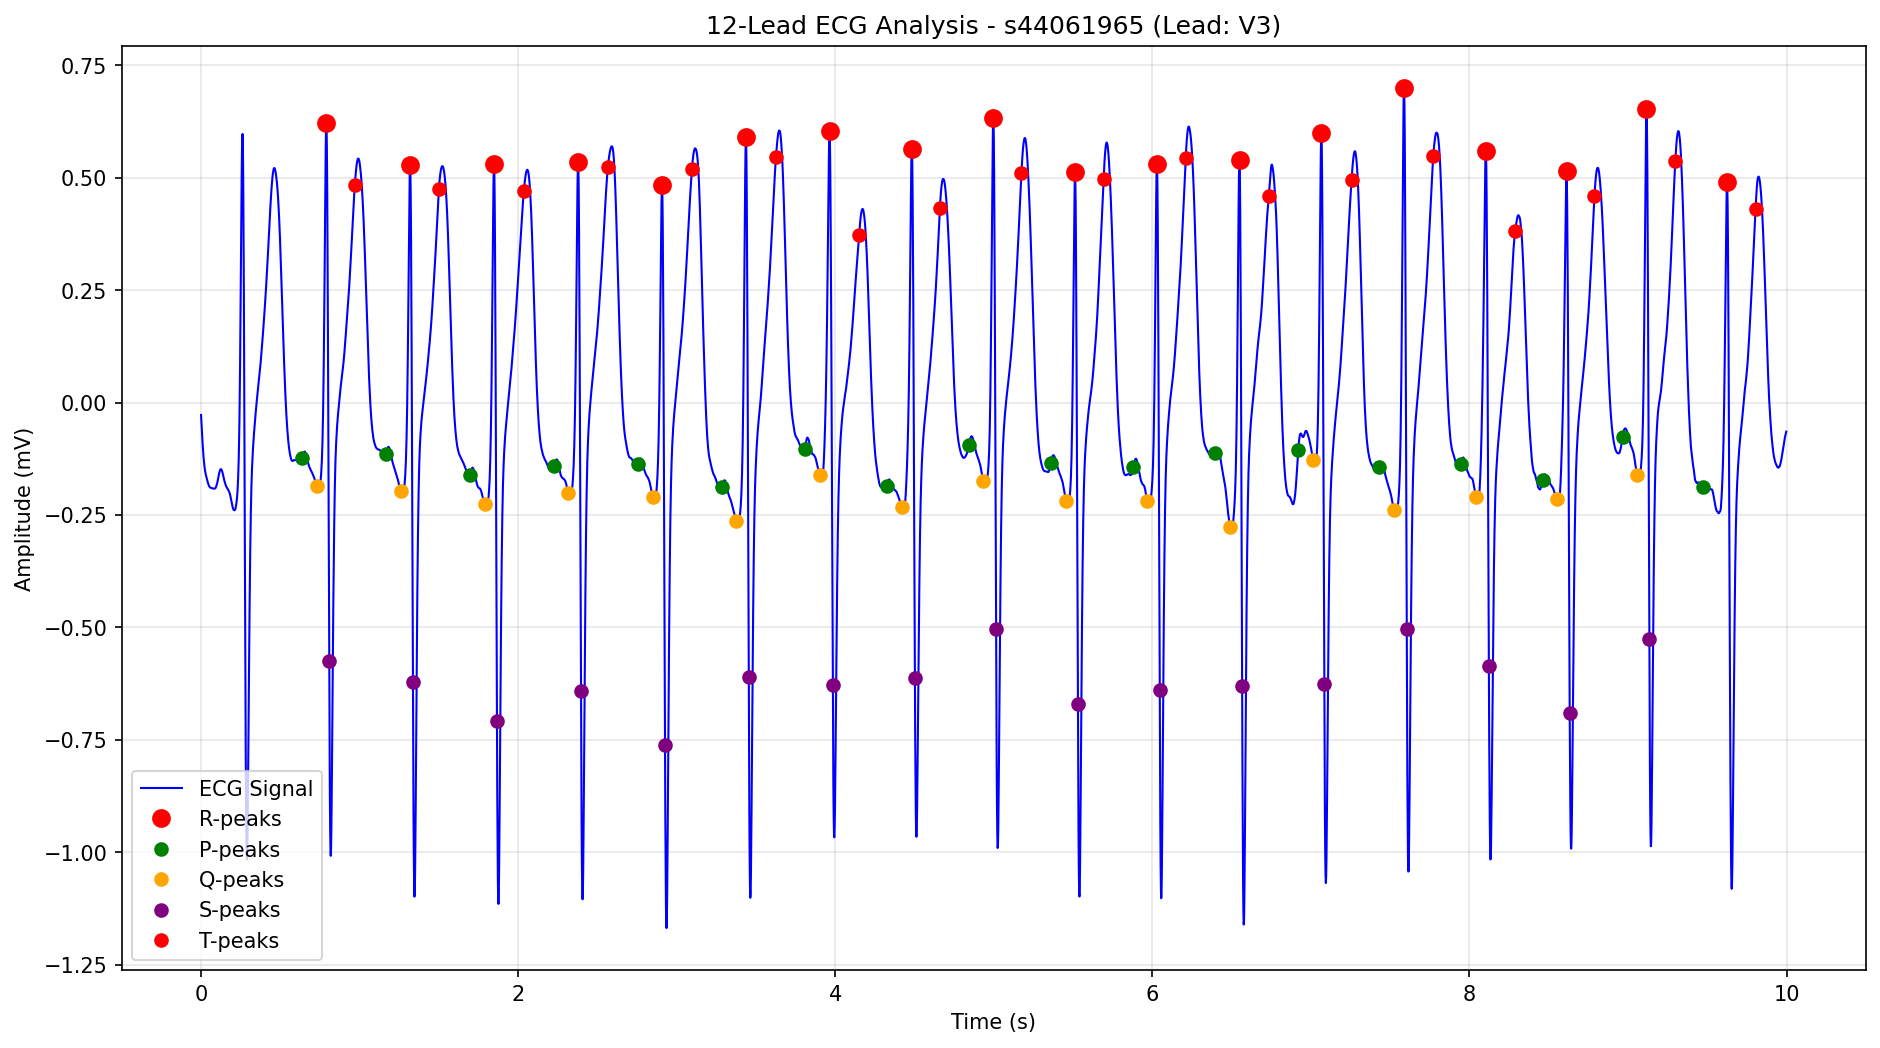 12-Lead ECG Analysis - s44061965 (Lead: V3)
Amplitude (mV)
0.75
0.50
0.25
0.00
−0.25
−0.50
−0.75
−1.00
−1.25
ECG Signal
R-peaks
P-peaks
Q-peaks
S-peaks
T-peaks
0 2 4 6 8 10
Time (s)